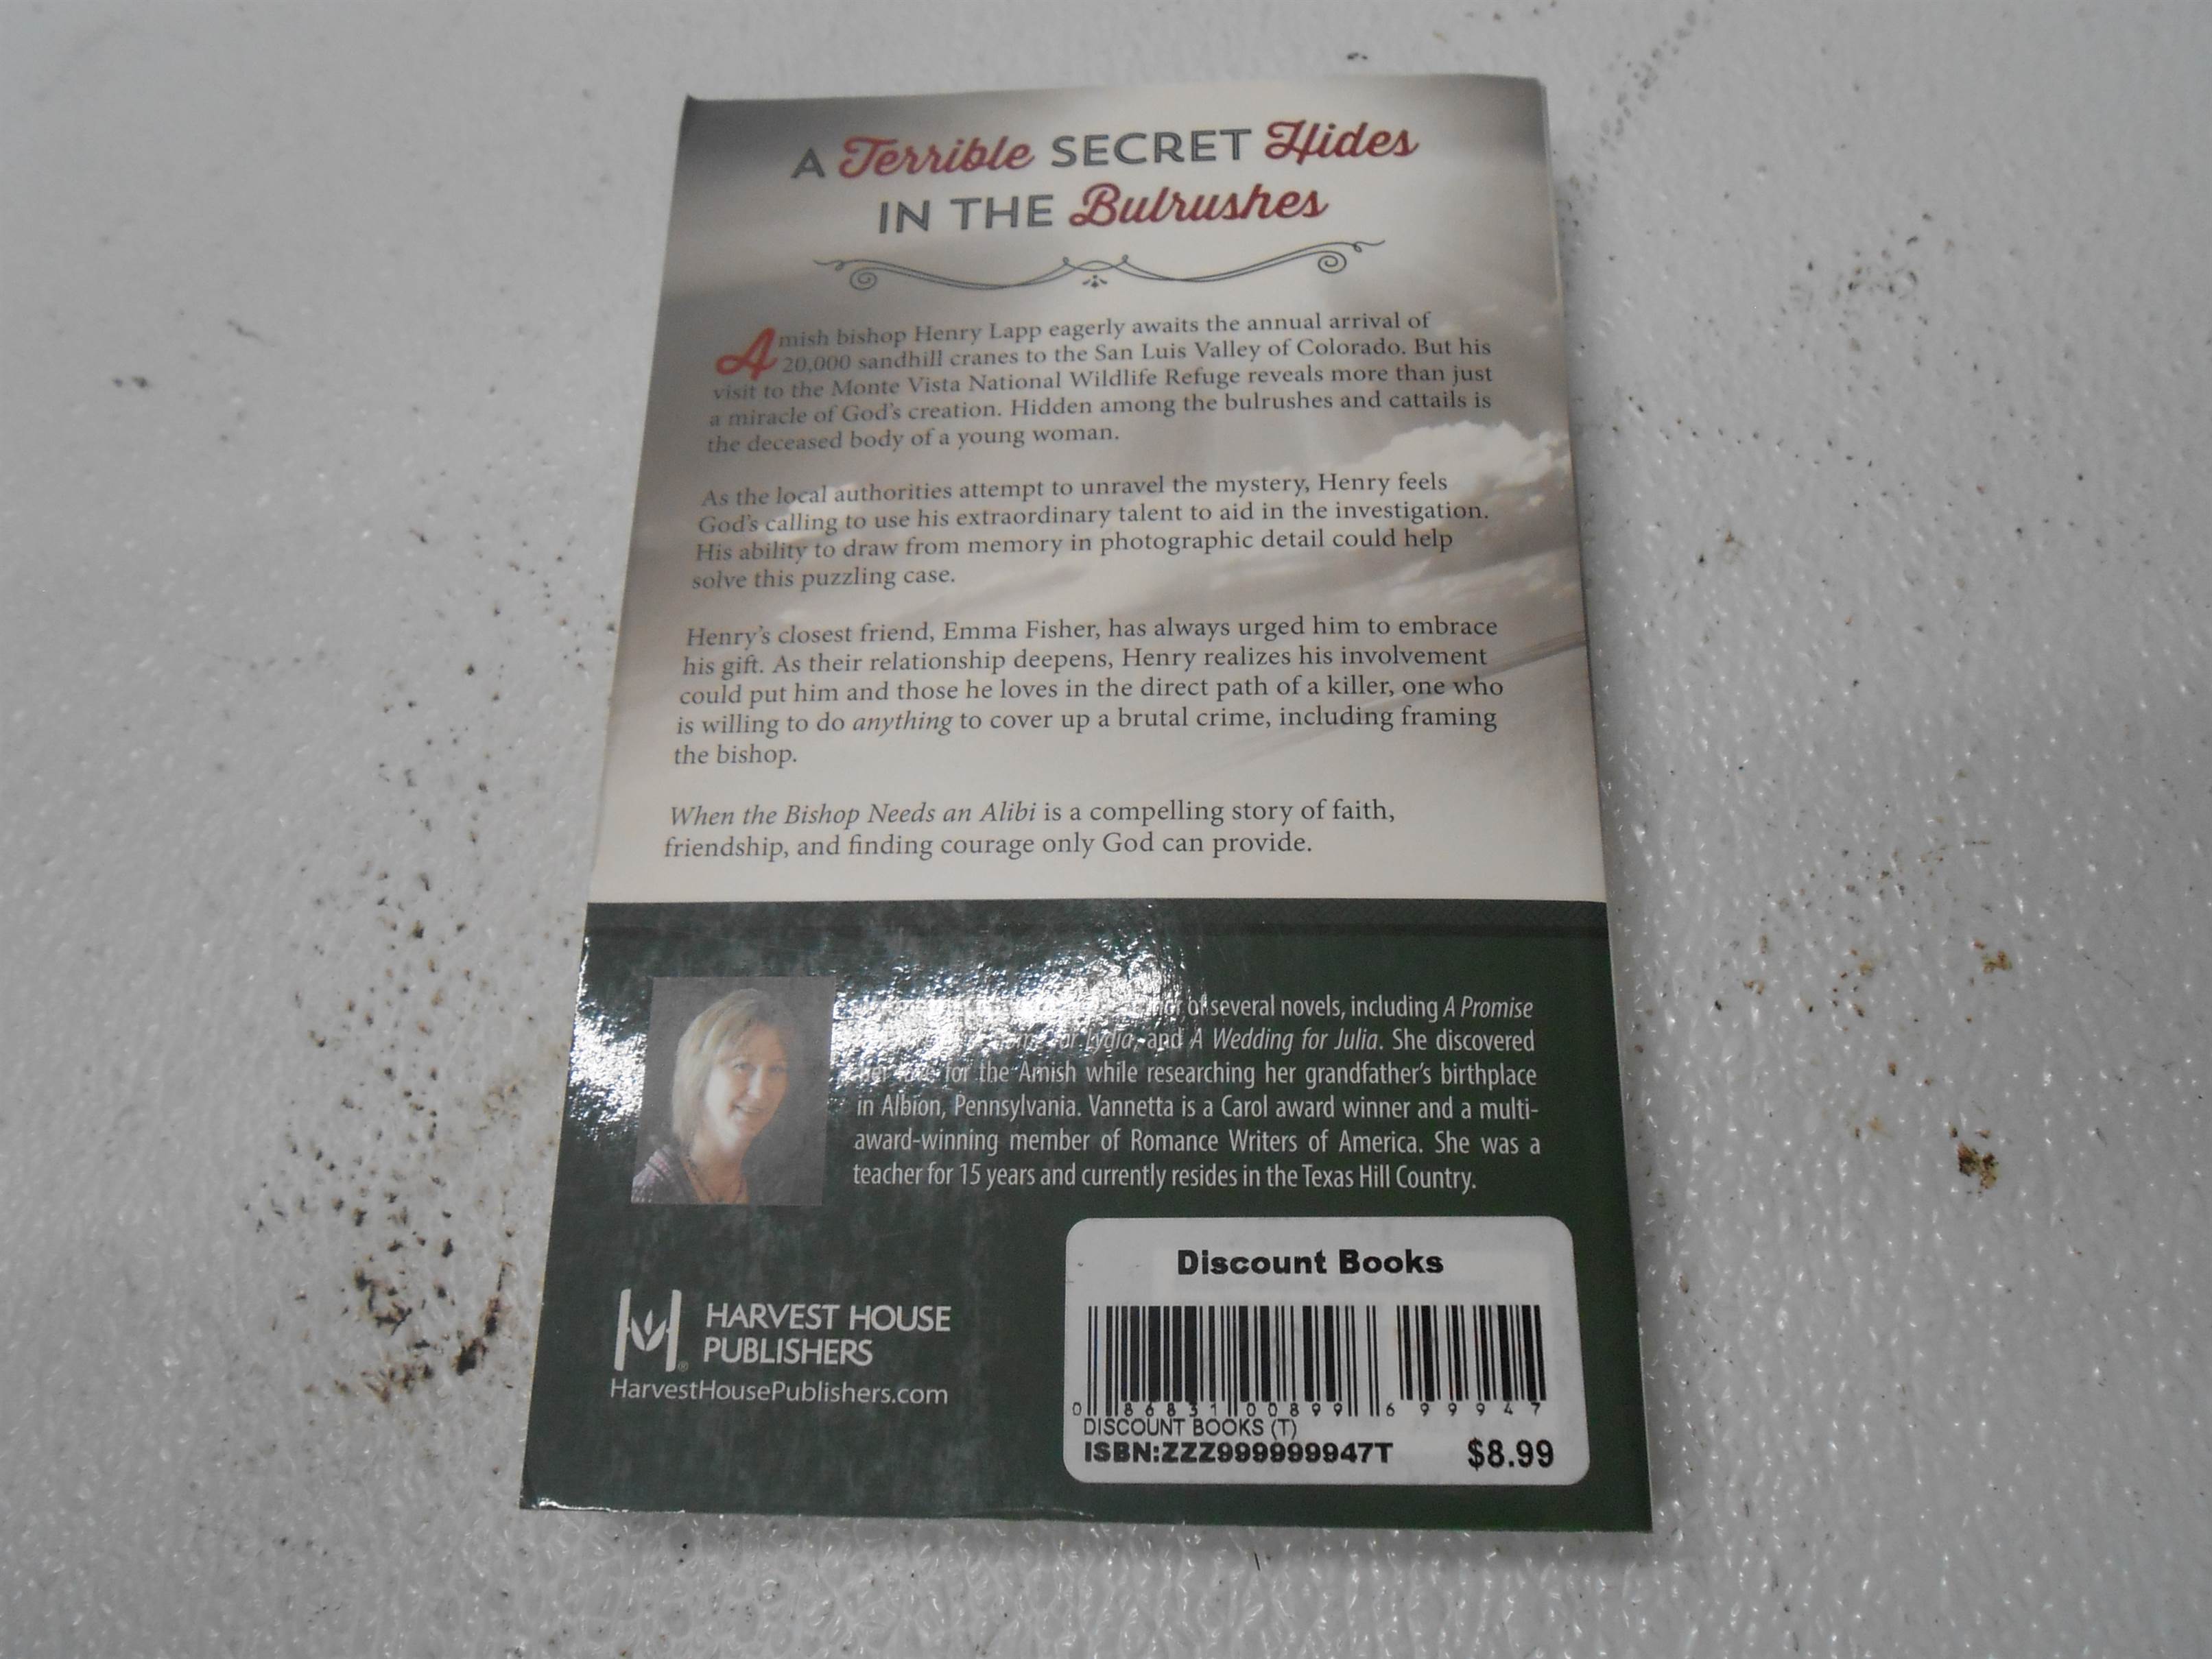 A Terrible SECRET Hides
IN THE Bulrushes
Amish bishop Henry Lapp eagerly awaits the annual arrival of
20,000 sandhill cranes to the San Luis Valley of Colorado. But his
visit to the Monte Vista National Wildlife Refuge reveals more than just
a miracle of God's creation. Hidden among the bulrushes and cattails is
the deceased body of a young woman.
As the local authorities attempt to unravel the mystery, Henry feels
God's calling to use his extraordinary talent to aid in the investigation.
His ability to draw from memory in photographic detail could help
solve this puzzling case.
Henry's closest friend, Emma Fisher, has always urged him to embrace
his gift. As their relationship deepens, Henry realizes his involvement
could put him and those he loves in the direct path of a killer, one who
is willing to do anything to cover up a brutal crime, including framing
the bishop.
When the Bishop Needs an Alibi is a compelling story of faith,
friendship, and finding courage only God can provide.
of several novels, including A Promise
Lydia, and A Wedding for Julia. She discovered
for the Amish while researching her grandfather's birthplace
in Albion, Pennsylvania. Vannetta is a Carol award winner and a multi-
award-winning member of Romance Writers of America. She was a
teacher for 15 years and currently resides in the Texas Hill Country.
HARVEST HOUSE
PUBLISHERS
®
HarvestHousePublishers.com
Discount Books
0 86831 00899 6 99947
DISCOUNT BOOKS (T)
ISBN:ZZZ999999947T $8.99